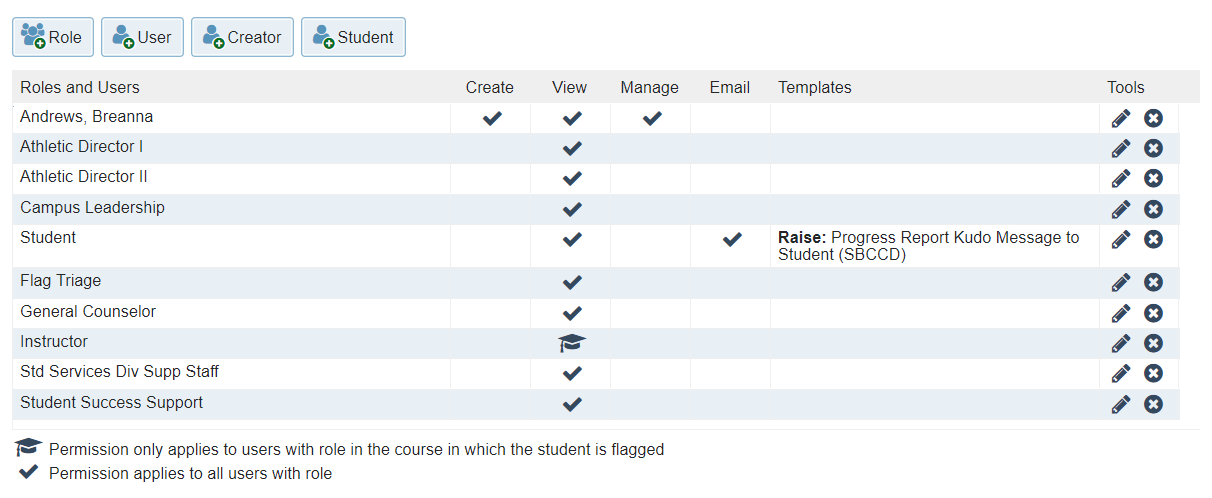 Role User Creator Student
Roles and Users Create View Manage Email Templates Tools
Andrews, Breanna
Athletic Director I
Athletic Director II
Campus Leadership
Student Raise: Progress Report Kudo Message to
Student (SBCCD)
Flag Triage
General Counselor
Instructor
Std Services Div Supp Staff
Student Success Support
Permission only applies to users with role in the course in which the student is flagged
Permission applies to all users with role